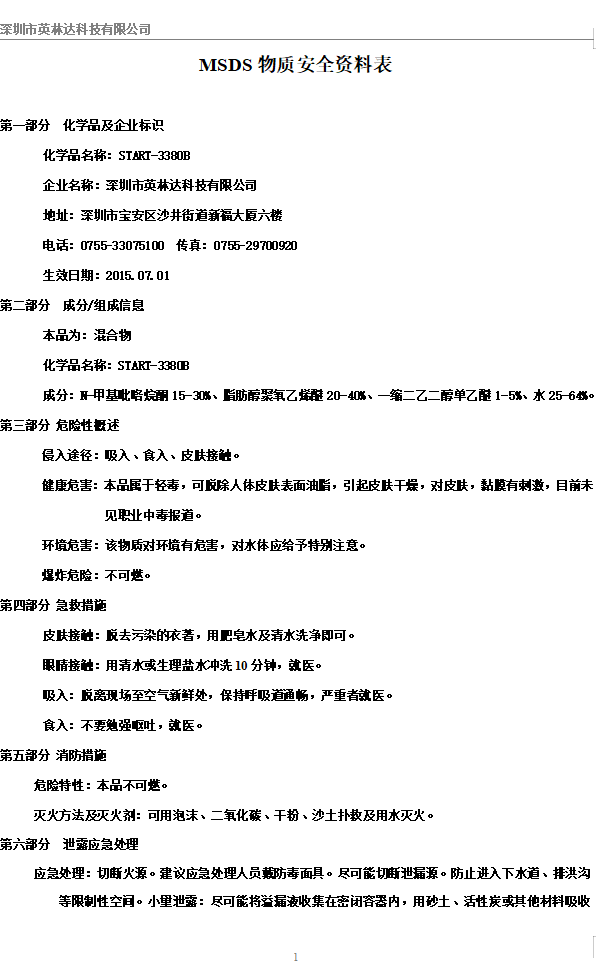 深圳市英菻达科技有限公司
MSDS 物质安全资料表
第一部分 化学品及企业标识
化学品名称：START-3380B
企业名称：深圳市英菻达科技有限公司
地址：深圳市宝安区沙井街道新福大厦六楼
电话：0755-33075100 传真：0755-29700920
生效日期：2015.07.01
第二部分 成分/组成信息
本品为：混合物
化学品名称：START-3380B
成分：N-甲基吡咯烷酮 15-30%、脂肪醇聚氧乙烯醚 20-40%、一缩二乙二醇单乙醚 1-5%、水 25-64%。
第三部分 危险性概述
侵入途径：吸入、食入、皮肤接触。
健康危害：本品属于轻毒，可脱除人体皮肤表面油脂，引起皮肤干燥，对皮肤，黏膜有刺激，目前未
见职业中毒报道。
环境危害：该物质对环境有危害，对水体应给予特别注意。
爆炸危险：不可燃。
第四部分 急救措施
皮肤接触：脱去污染的衣著，用肥皂水及清水洗净即可。
眼睛接触：用清水或生理盐水冲洗 10 分钟，就医。
吸入：脱离现场至空气新鲜处，保持呼吸道通畅，严重者就医。
食入：不要勉强呕吐，就医。
第五部分 消防措施
危险特性：本品不可燃。
灭火方法及灭火剂：可用泡沫、二氧化碳、干粉、沙土扑救及用水灭火。
第六部分 泄露应急处理
应急处理：切断火源。建议应急处理人员戴防毒面具。尽可能切断泄漏源。防止进入下水道、排洪沟
等限制性空间。小量泄露：尽可能将溢漏液收集在密闭容器内，用砂土、活性炭或其他材料吸收
1